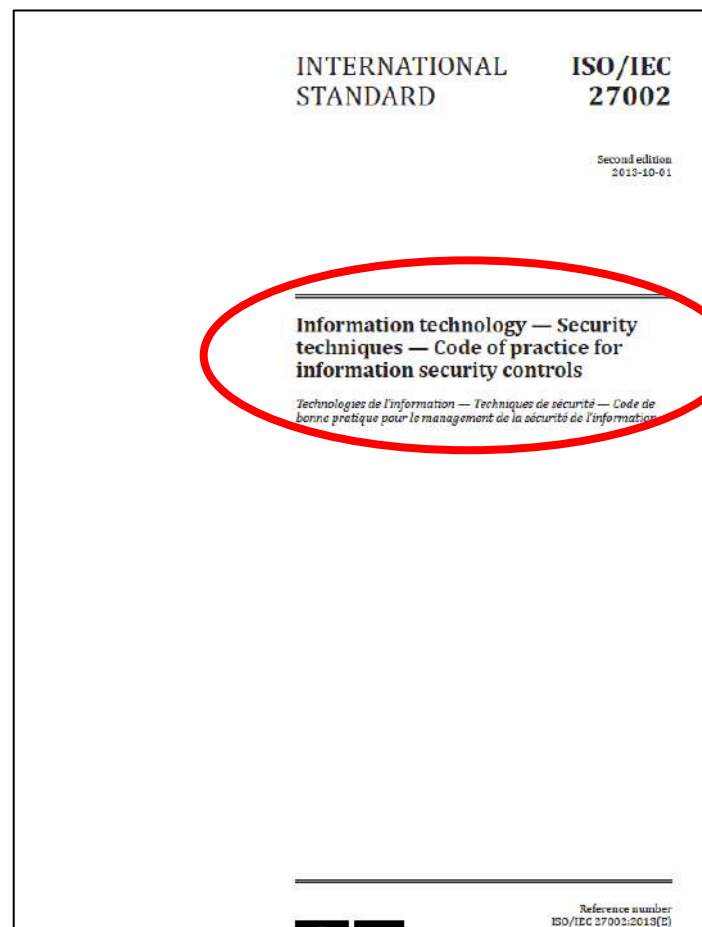 INTERNATIONAL STANDARD
ISO/IEC 27002
Second edition
2013-10-01
Information technology — Security
techniques — Code of practice for
information security controls
Technologies de l'information — Techniques de sécurité — Code de
bonne pratique pour le management de la sécurité de l'information
Reference number
ISO/IEC 27002:2013(E)